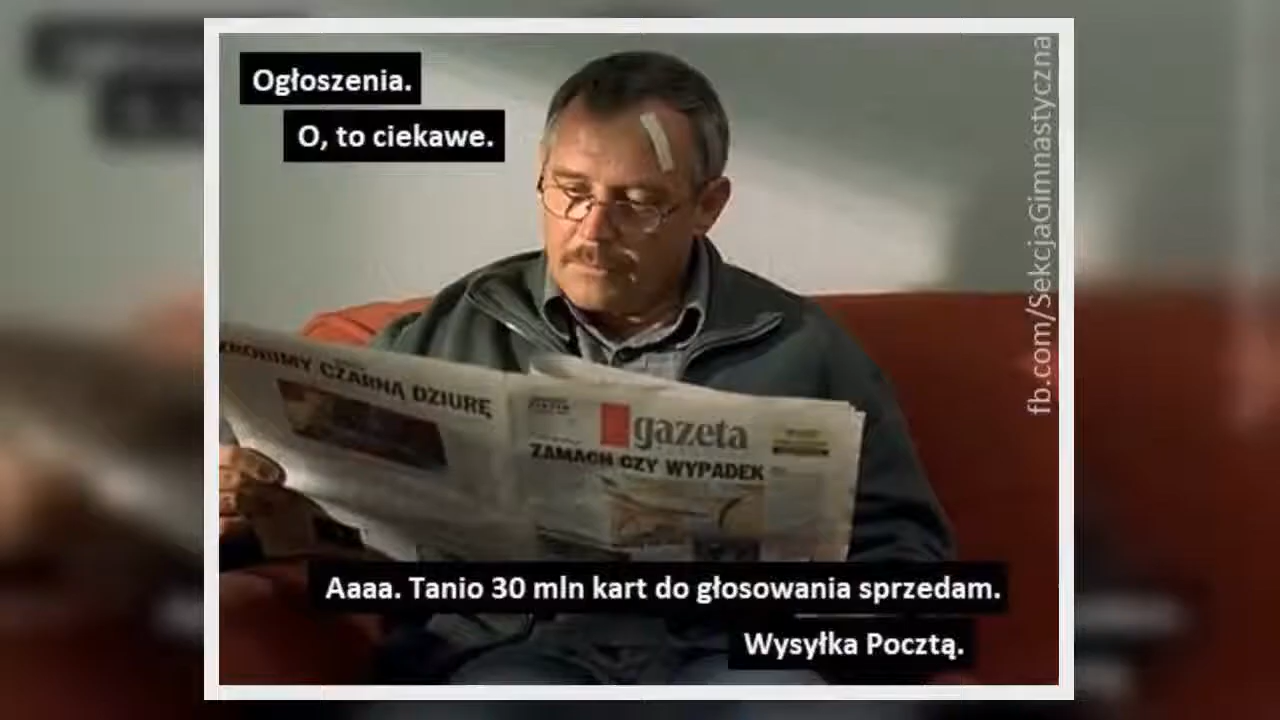 Ogłoszenia.
O, to ciekawe.
fb.com/SekcjaGimnastyczna
ZROBIMY CZARNĄ DZIURĘ
gazeta
ZAMACH CZY WYPADEK
Aaaa. Tanio 30 mln kart do głosowania sprzedam.
Wysyłka Pocztą.